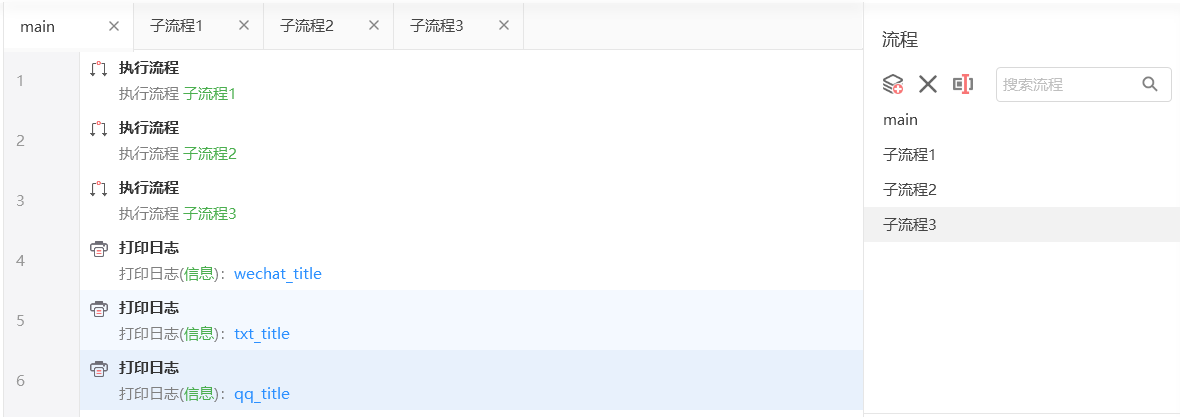 main
子流程1
子流程2
子流程3
1
执行流程
执行流程 子流程1
2
执行流程
执行流程 子流程2
3
执行流程
执行流程 子流程3
4
打印日志
打印日志(信息)：wechat_title
5
打印日志
打印日志(信息)：txt_title
6
打印日志
打印日志(信息)：qq_title
流程
搜索流程
main
子流程1
子流程2
子流程3